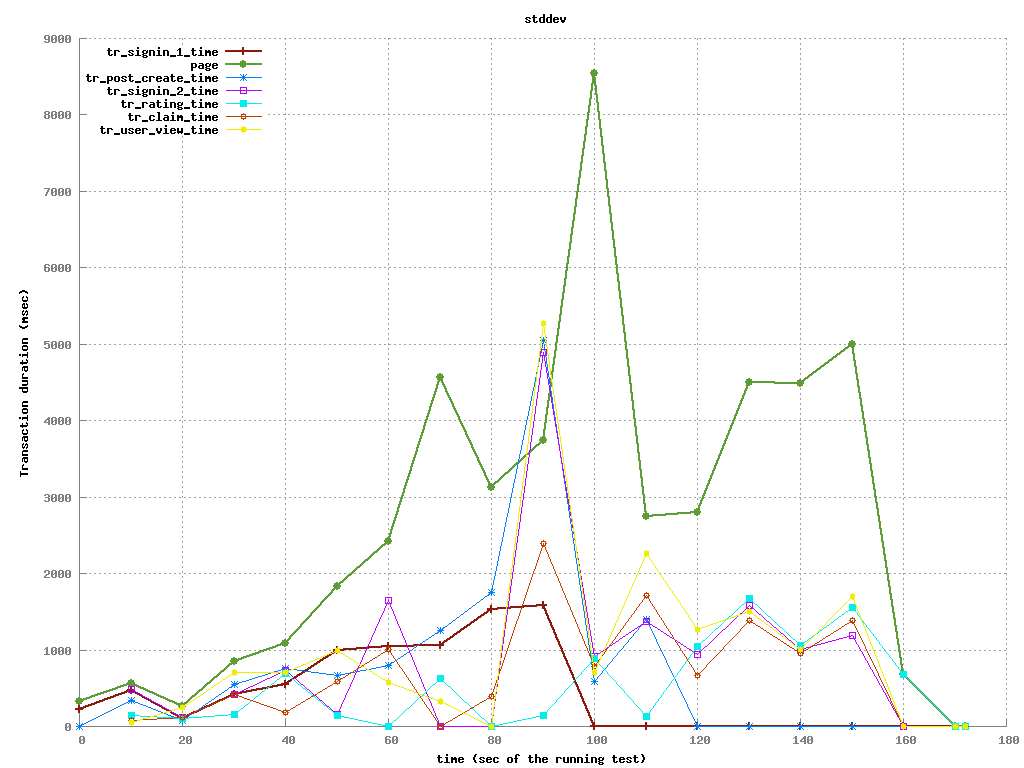 stddev
9000
8000
7000
6000
5000
4000
3000
2000
1000
0
Transaction duration (msec)
tr_signin_1_time
page
tr_post_create_time
tr_signin_2_time
tr_rating_time
tr_claim_time
tr_user_view_time
0 20 40 60 80 100 120 140 160 180
time (sec of the running test)